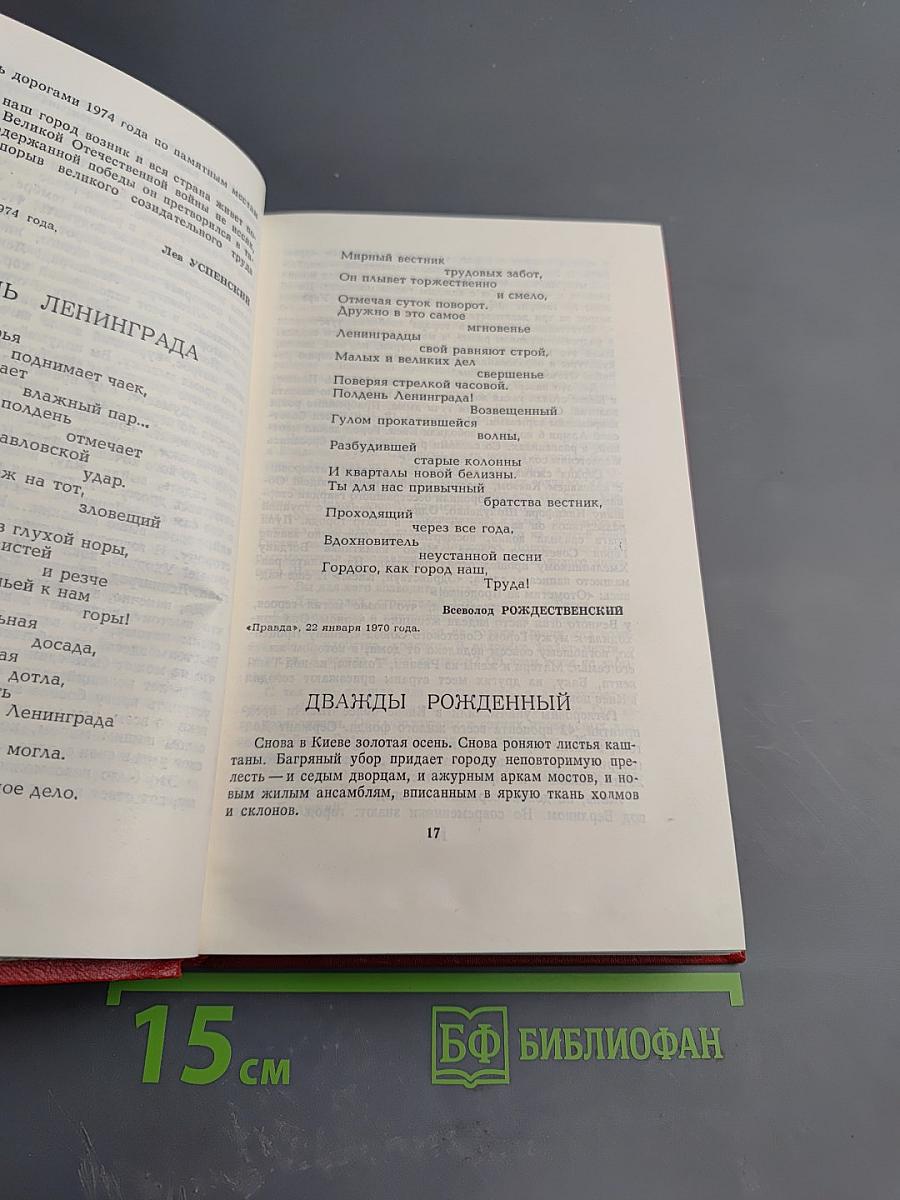 дорогами 1974 года по памятным местам
наш город возник и вся страна живет
Великой Отечественной войны не иссяк,
одержанной победы он претворился в
порыв великого созидательного труда
1974 года.
Лев УСПЕНСКИЙ
ЛЕНИНГРАДА
поднимает чаек,
влажный пар...
полдень
отмечает
удар.
на тот,
зловещий
глухой норы,
и резче
к нам
горы!
досада,
дотла,
Ленинграда
могла.
дело.
Мирный вестник
трудовых забот,
Он плывет торжественно
и смело,
Отмечая суток поворот.
Дружно в это самое
мгновенье
Ленинградцы
свой равняют строй,
Малых и великих дел
свершенье
Поверяя стрелкой часовой.
Полдень Ленинграда!
Возвещенный
Гулом прокатившейся
волны,
Разбудившей
старые колонны
И кварталы новой белизны.
Ты для нас привычный
братства вестник,
Проходящий
через все года,
Вдохновитель
неустанной песни
Гордого, как город наш,
Труда!
Всеволод РОЖДЕСТВЕНСКИЙ
«Правда», 22 января 1970 года.
ДВАЖДЫ РОЖДЕННЫЙ
Снова в Киеве золотая осень. Снова роняют листья каш-
таны. Багряный убор придает городу неповторимую пре-
лесть — и седым дворцам, и ажурным аркам мостов, и но-
вым жилым ансамблям, вписанным в яркую ткань холмов
и склонов.
17
15 см
БФ БИБЛИОФАН